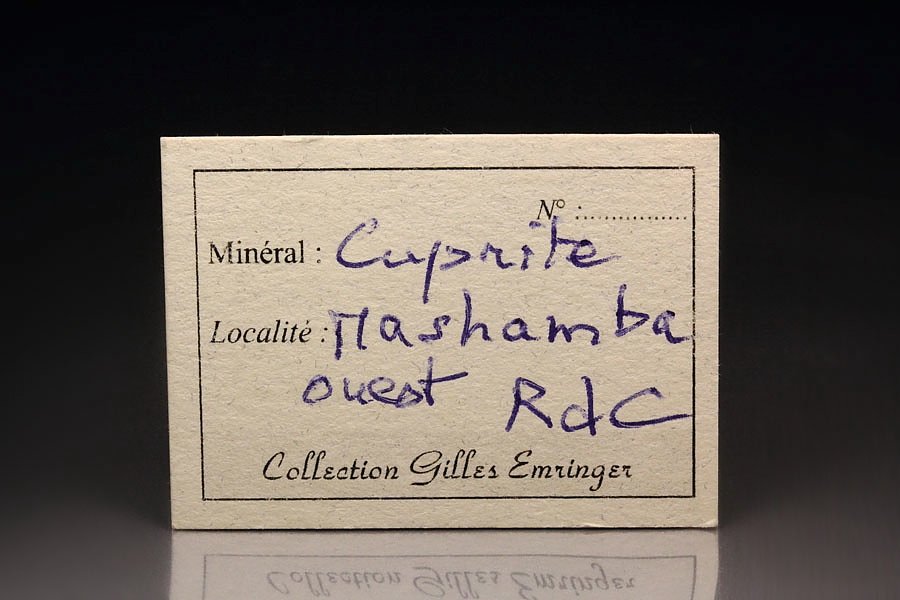 N° :................
Minéral : Cuprite
Localité : Mashamba
ouest RdC
Collection Gilles Emringer